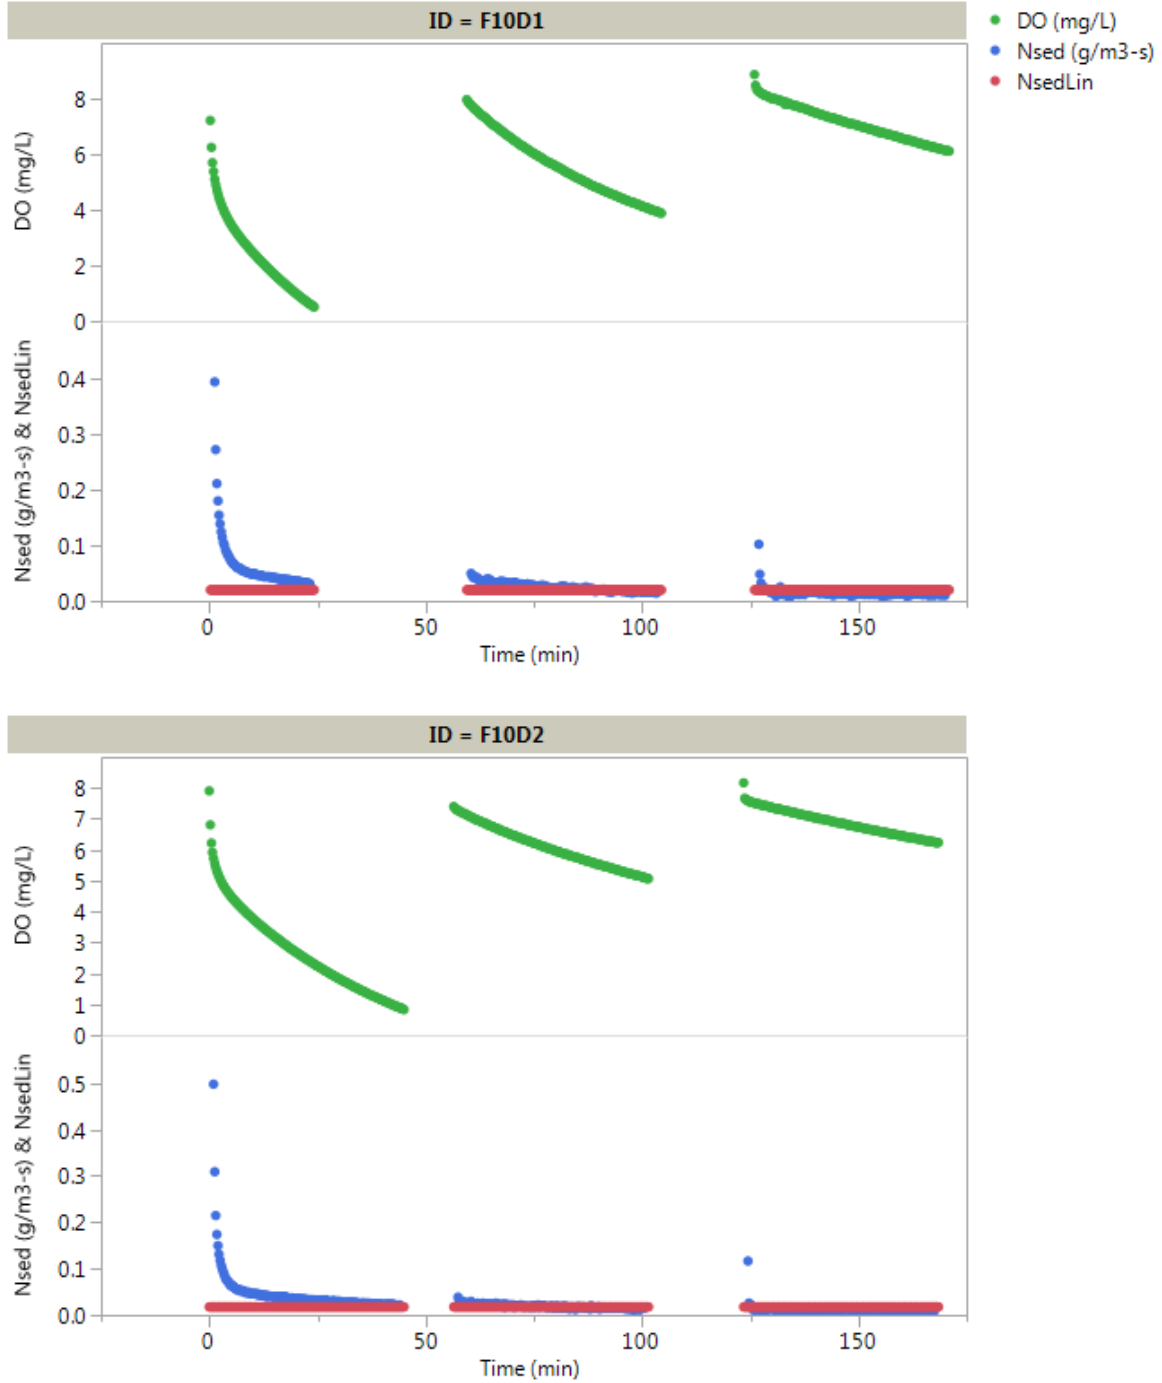 ID = F10D1
DO (mg/L)
Nsed (g/m3-s)
NsedLin
DO (mg/L)
8
6
4
2
0
Nsed (g/m3-s) & NsedLin
0.4
0.3
0.2
0.1
0.0
0 50 100 150
Time (min)
ID = F10D2
DO (mg/L)
8
7
6
5
4
3
2
1
0
Nsed (g/m3-s) & NsedLin
0.5
0.4
0.3
0.2
0.1
0.0
0 50 100 150
Time (min)